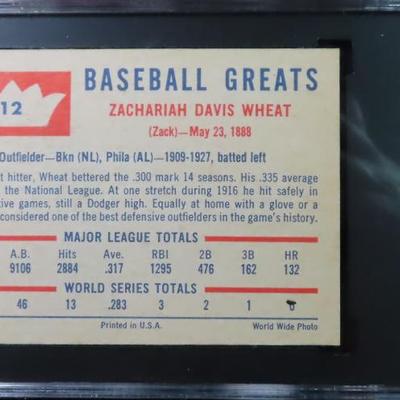 12
BASEBALL GREATS
ZACHARIAH DAVIS WHEAT
(Zack)—May 23, 1888
Outfielder—Bkn (NL), Phila (AL)—1909-1927, batted left
t hitter, Wheat bettered the .300 mark 14 seasons. His .335 average
the National League. At one stretch during 1916 he hit safely in
tive games, still a Dodger high. Equally at home with a glove or a
considered one of the best defensive outfielders in the game's history.
MAJOR LEAGUE TOTALS
A.B. Hits Ave. RBI 2B 3B HR
9106 2884 .317 1295 476 162 132
WORLD SERIES TOTALS
46 13 .283 3 2 1 0
Printed in U.S.A. World Wide Photo